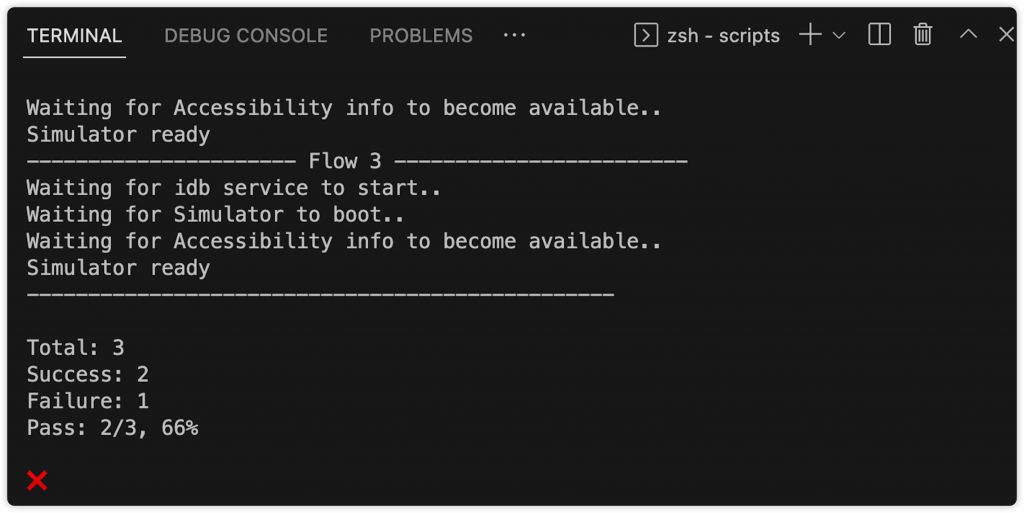 TERMINAL DEBUG CONSOLE PROBLEMS ··· zsh - scripts
Waiting for Accessibility info to become available..
Simulator ready
—————————————————————— Flow 3 ————————————————————————
Waiting for idb service to start..
Waiting for Simulator to boot..
Waiting for Accessibility info to become available..
Simulator ready
————————————————————————————————————————————————
Total: 3
Success: 2
Failure: 1
Pass: 2/3, 66%
❌